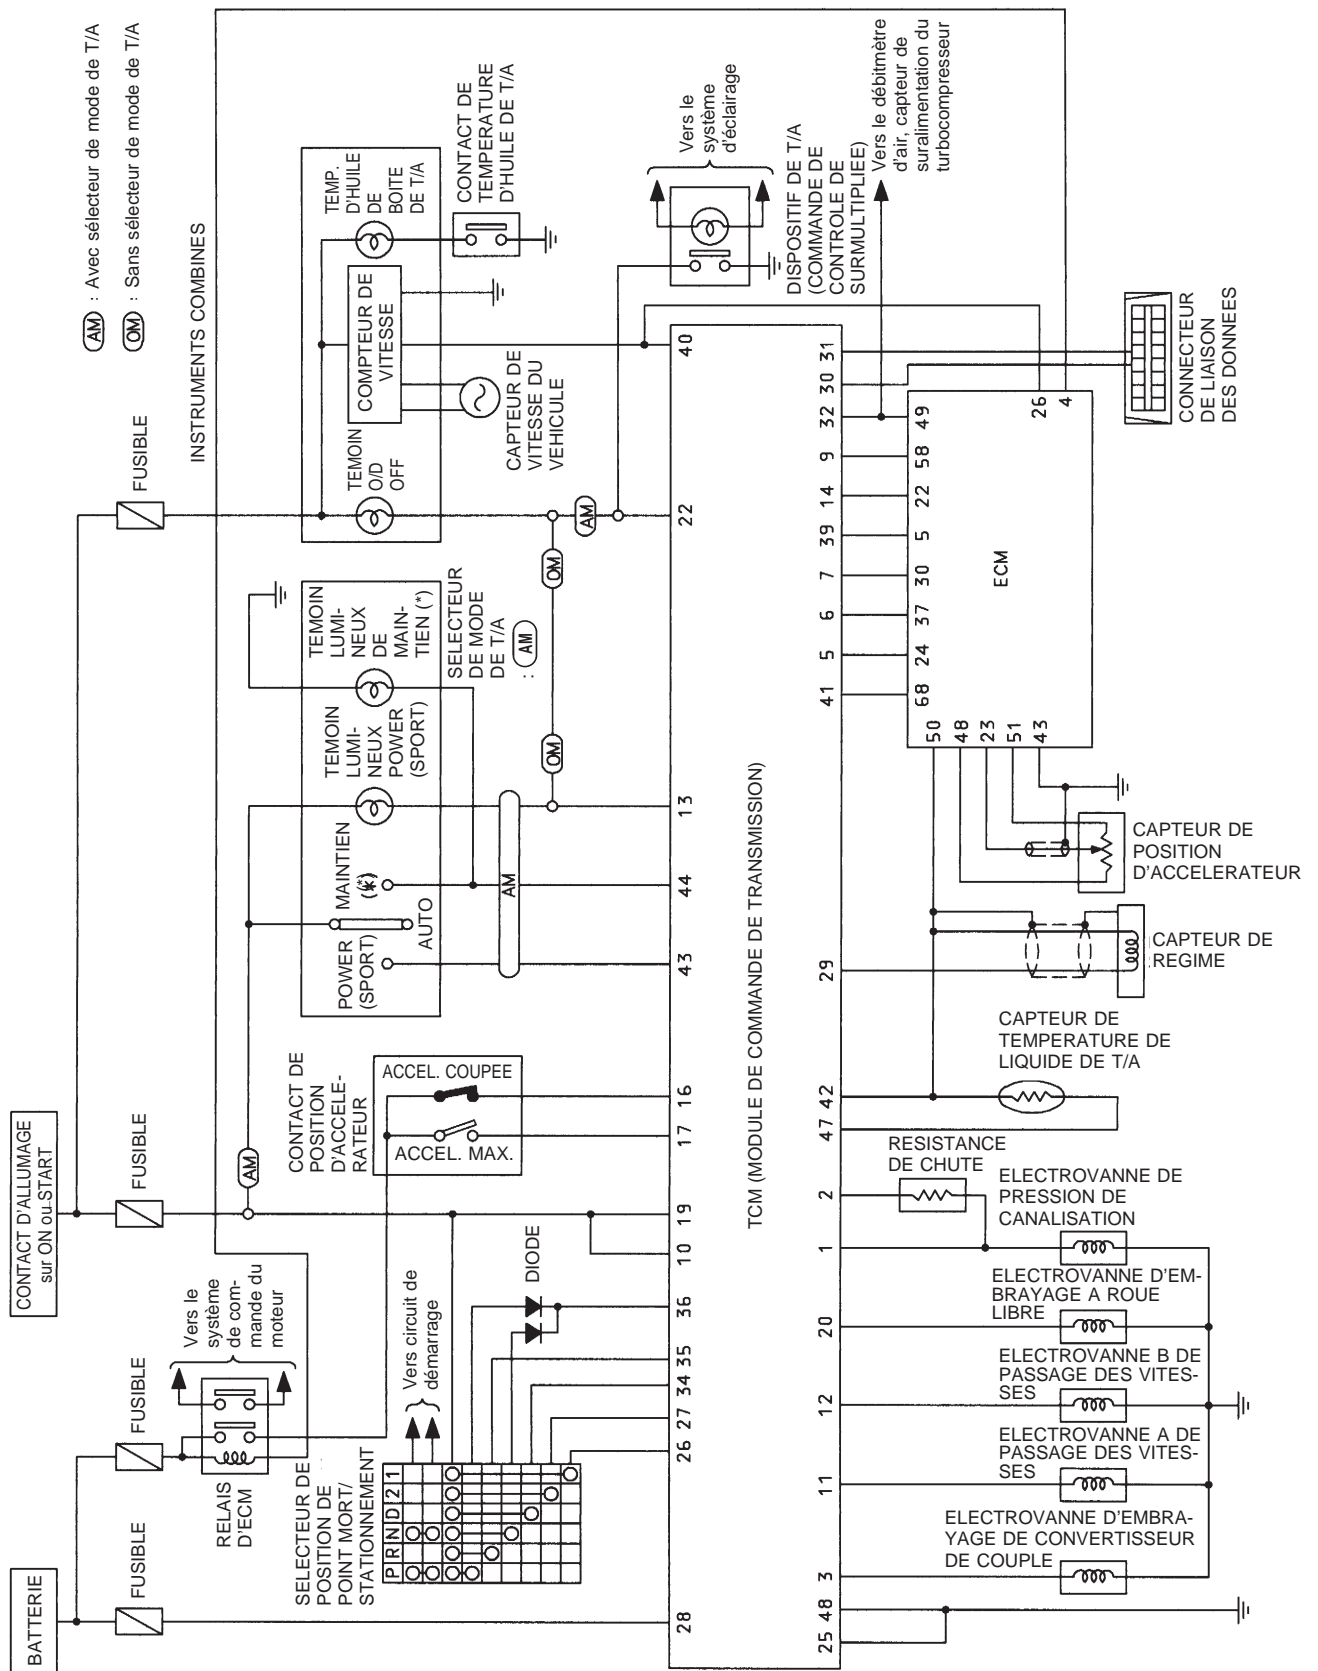 AM : Avec sélecteur de mode de T/A
OM : Sans sélecteur de mode de T/A
INSTRUMENTS COMBINES
BATTERIE
CONTACT D'ALLUMAGE
sur ON ou START
FUSIBLE
FUSIBLE
FUSIBLE
FUSIBLE
RELAIS
D'ECM
Vers le
système
de com-
mande du
moteur
AM
TEMP.
D'HUILE
DE
BOITE
DE T/A
COMPTEUR DE
VITESSE
TEMOIN
O/D
OFF
CONTACT DE
TEMPERATURE
D'HUILE DE T/A
CAPTEUR DE
VITESSE DU
VEHICULE
Vers le
système
d'éclairage
DISPOSITIF DE T/A
(COMMANDE DE
CONTROLE DE
SURMULTIPLIEE)
Vers le débitmètre
d'air, capteur de
suralimentation du
turbocompresseur
TEMOIN
LUMI-
NEUX
DE
MAIN-
TIEN (*)
TEMOIN
LUMI-
NEUX
POWER
(SPORT)
MAINTIEN
(*)
AUTO
POWER
(SPORT)
SELECTEUR
DE MODE
DE T/A
: AM
AM
OM
OM
AM
CONTACT DE
POSITION
D'ACCELE-
RATEUR
ACCEL. COUPEE
ACCEL. MAX.
SELECTEUR DE
POSITION DE
POINT MORT/
STATIONNEMENT
P R N D 2 1
Vers circuit de
démarrage
DIODE
28 26 27 34 35 36 10 19 17 16 43 44 13 22 40
TCM (MODULE DE COMMANDE DE TRANSMISSION)
25 48 3 11 12 20 1 2 47 42 29 41 5 6 7 39 14 9 32 30 31
68 24 37 30 5 22 58 49
26
4
ECM
50
48
23
51
43
CONNECTEUR
DE LIAISON
DES DONNEES
CAPTEUR DE
POSITION
D'ACCELERATEUR
CAPTEUR DE
REGIME
CAPTEUR DE
TEMPERATURE DE
LIQUIDE DE T/A
RESISTANCE
DE CHUTE
ELECTROVANNE DE
PRESSION DE
CANALISATION
ELECTROVANNE D'EM-
BRAYAGE A ROUE
LIBRE
ELECTROVANNE B DE
PASSAGE DES VITES-
SES
ELECTROVANNE A DE
PASSAGE DES VITES-
SES
ELECTROVANNE D'EMBRA-
YAGE DE CONVERTISSEUR
DE COUPLE